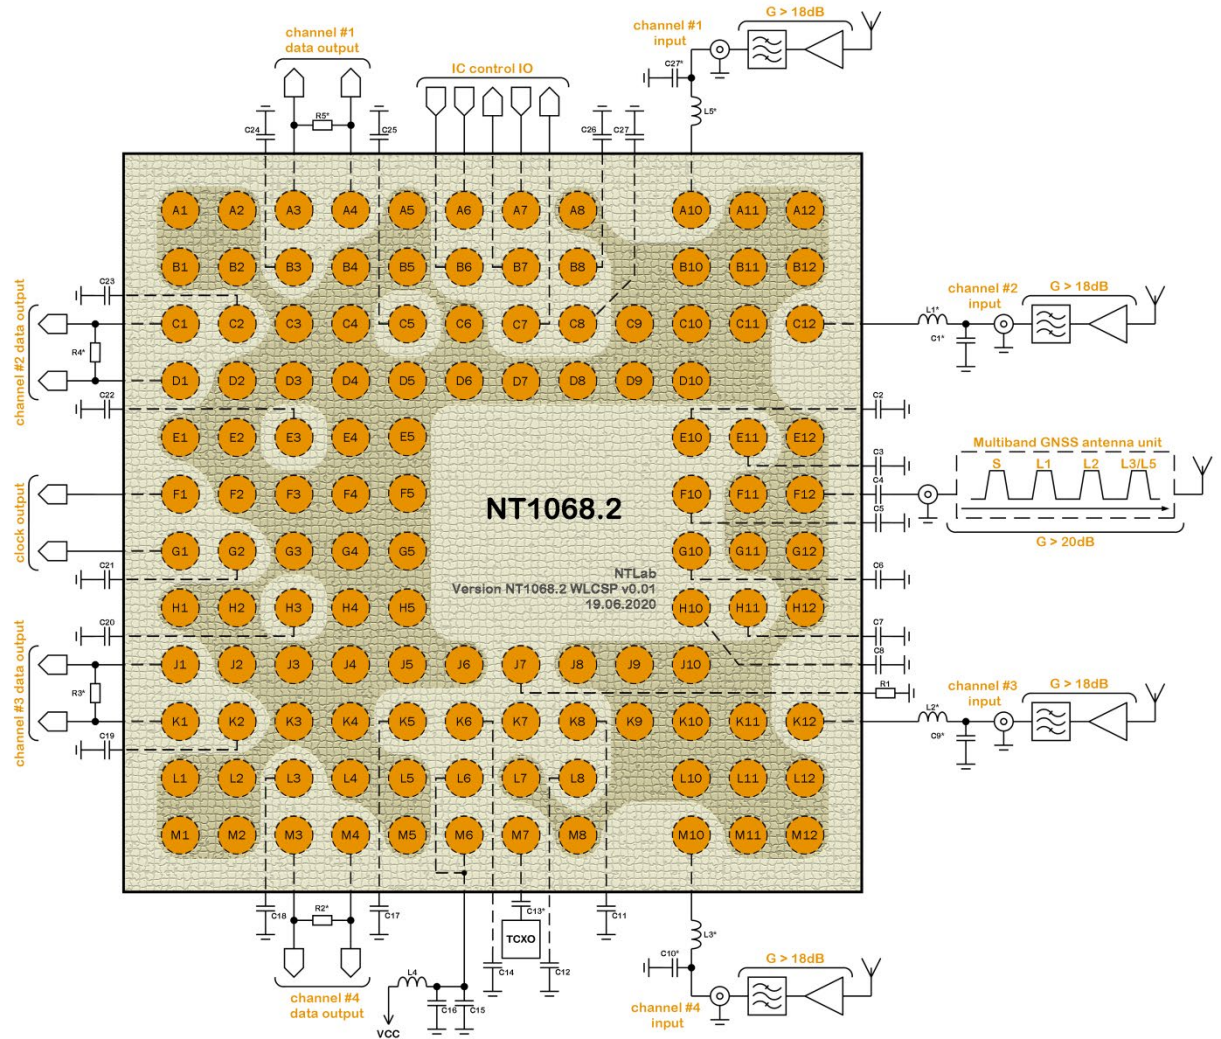 channel #1
data output
IC control IO
channel #1
input
G > 18dB
C27*
L5*
C24
R5*
C25
C26
C27
A1 A2 A3 A4 A5 A6 A7 A8 A10 A11 A12
B1 B2 B3 B4 B5 B6 B7 B8 B10 B11 B12
C23
channel #2 data output
R4*
C1 C2 C3 C4 C5 C6 C7 C8 C9 C10 C11 C12
L1*
C1*
channel #2
input
G > 18dB
D1 D2 D3 D4 D5 D6 D7 D8 D9 D10
C22
C2
E1 E2 E3 E4 E5 E10 E11 E12
C3
Multiband GNSS antenna unit
S L1 L2 L3/L5
G > 20dB
clock output
F1 F2 F3 F4 F5 F10 F11 F12
C4
C5
NT1068.2
G1 G2 G3 G4 G5 G10 G11 G12
C21
C6
NTLab
Version NT1068.2 WLCSP v0.01
19.06.2020
H1 H2 H3 H4 H5 H10 H11 H12
C20
C7
C8
channel #3 data output
R3*
J1 J2 J3 J4 J5 J6 J7 J8 J9 J10
R1
K1 K2 K3 K4 K5 K6 K7 K8 K9 K10 K11 K12
L2*
C9*
channel #3
input
G > 18dB
C19
L1 L2 L3 L4 L5 L6 L7 L8 L10 L11 L12
M1 M2 M3 M4 M5 M6 M7 M8 M10 M11 M12
C18
R2*
C17
C13*
C11
TCXO
L3*
C10*
G > 18dB
L4
C14
C12
channel #4
data output
C16
C15
VCC
channel #4
input